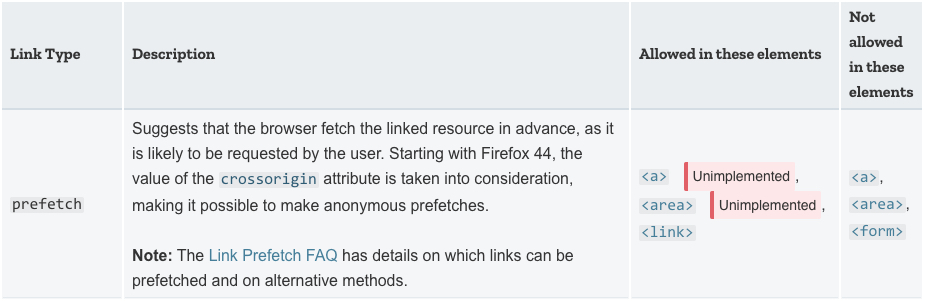 Link Type
Description
Allowed in these elements
Not
allowed
in these
elements
prefetch
Suggests that the browser fetch the linked resource in advance, as it
is likely to be requested by the user. Starting with Firefox 44, the
value of the crossorigin attribute is taken into consideration,
making it possible to make anonymous prefetches.
Note: The Link Prefetch FAQ has details on which links can be
prefetched and on alternative methods.
<a> Unimplemented ,
<area> Unimplemented ,
<link>
<a>,
<area>,
<form>